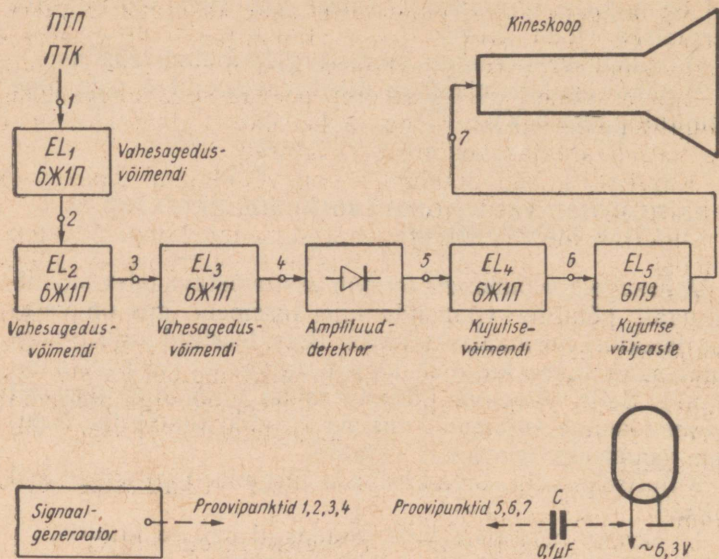 ПТП
ПТК
Kineskoop
1
7
EL1
6Ж1П
Vahesagedus-
võimendi
2
EL2
6Ж1П
3
EL3
6Ж1П
4
5
EL4
6Ж1П
6
EL5
6П9
Vahesagedus-
võimendi
Vahesagedus-
võimendi
Amplituud-
detektor
Kujutise-
võimendi
Kujutise
väljeaste
Signaal-
generaator
Proovipanktid 1,2,3,4
Proovipunktid 5,6,7
C
0,1μF
~6,3V